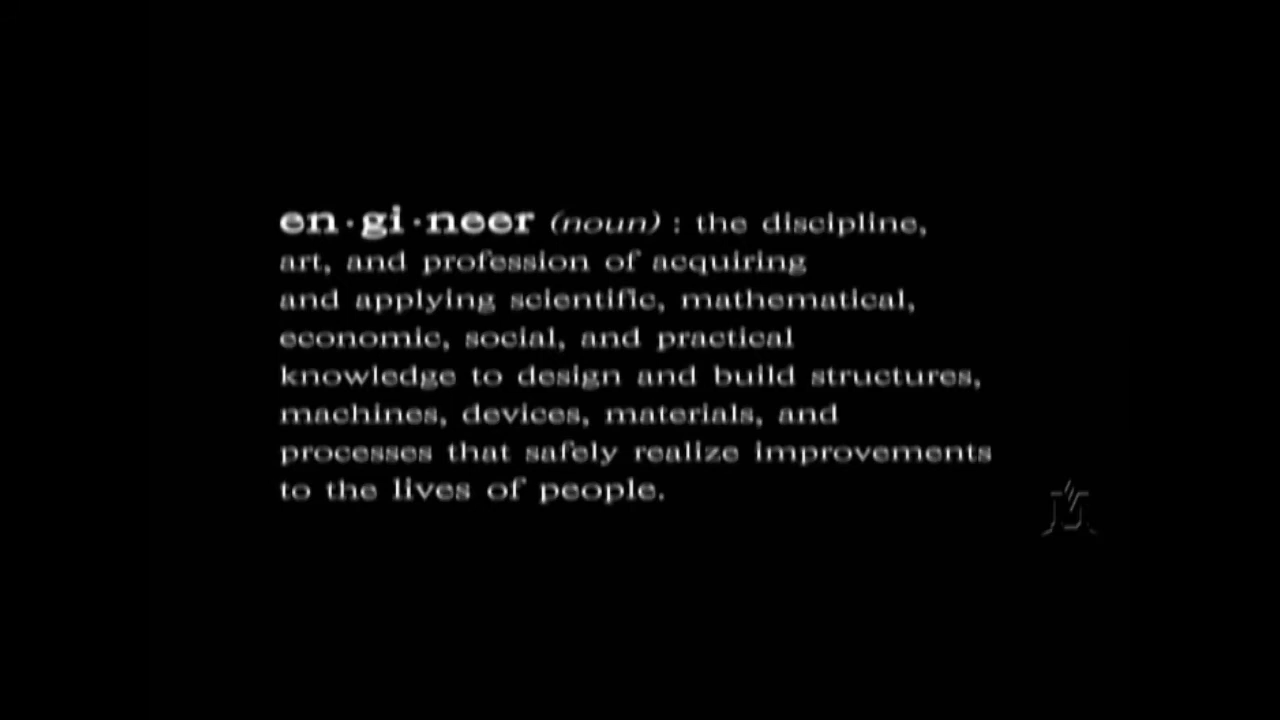 en·gi·neer (noun) : the discipline,
art, and profession of acquiring
and applying scientific, mathematical,
economic, social, and practical
knowledge to design and build structures,
machines, devices, materials, and
processes that safely realize improvements
to the lives of people.